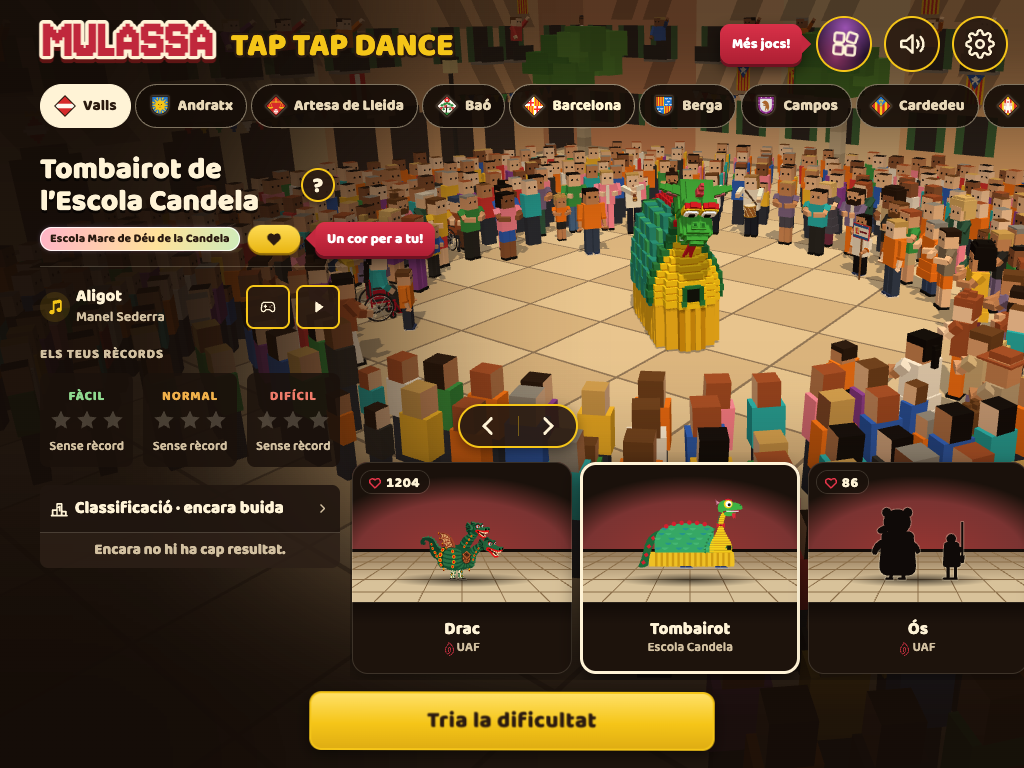 MULASSA TAP TAP DANCE
Més jocs!
Valls
Andratx
Artesa de Lleida
Baó
Barcelona
Berga
Campos
Cardedeu
Tombairot de
l'Escola Candela
?
Escola Mare de Déu de la Candela
Un cor per a tu!
Aligot
Manel Sederra
ELS TEUS RÈCORDS
FÀCIL
NORMAL
DIFÍCIL
Sense rècord
Sense rècord
Sense rècord
Classificació · encara buida
Encara no hi ha cap resultat.
1204
86
Drac
UAF
Tombairot
Escola Candela
Ós
UAF
Tria la dificultat